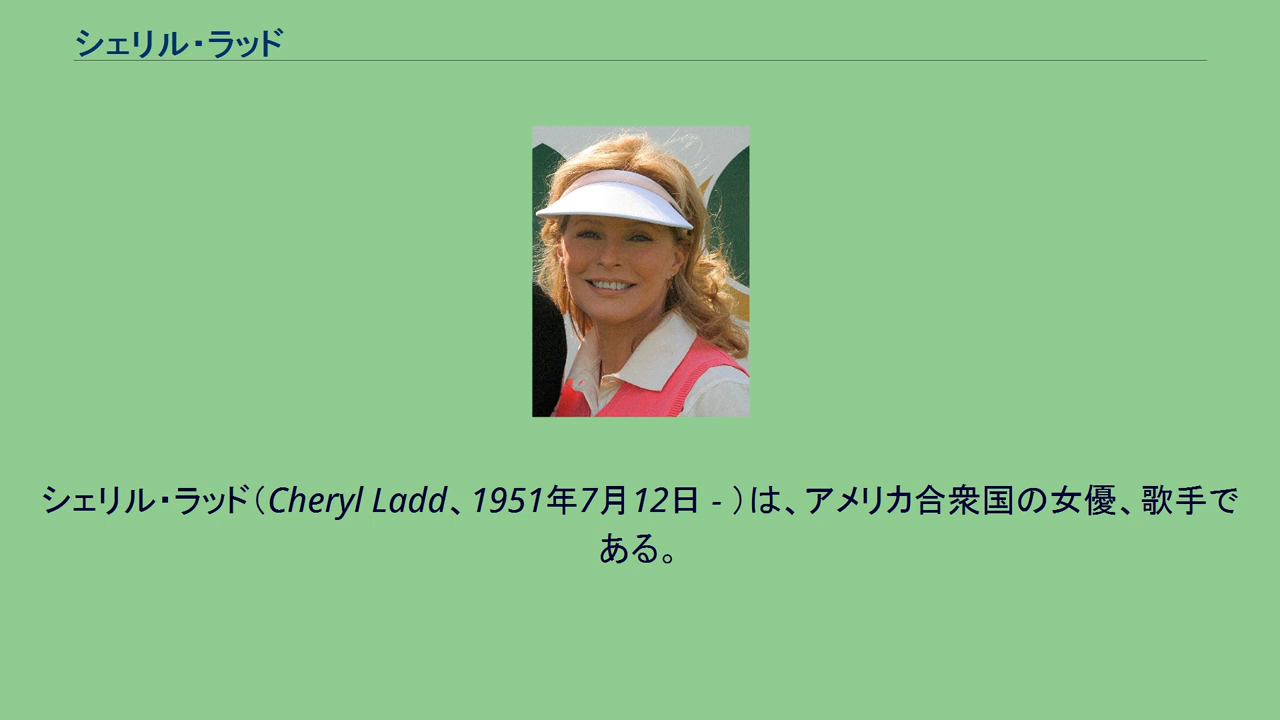 シェリル・ラッド
シェリル・ラッド（Cheryl Ladd、1951年7月12日 - ）は、アメリカ合衆国の女優、歌手で
ある。